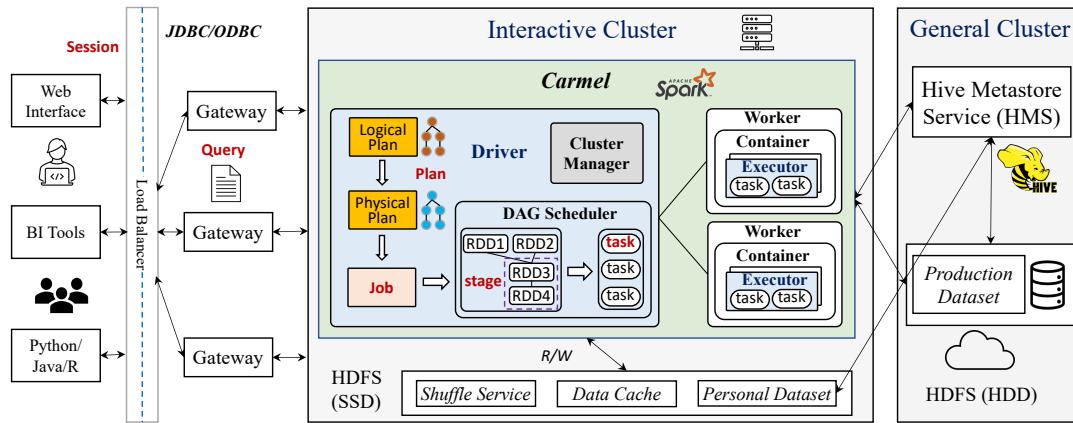 Session
Web
Interface
BI Tools
Python/
Java/R
Load Balancer
JDBC/ODBC
Gateway
Query
Gateway
Gateway
Interactive Cluster
Carmel
APACHE
Spark
Driver
Logical
Plan
Plan
Physical
Plan
Job
Cluster
Manager
DAG Scheduler
RDD1
RDD2
RDD3
RDD4
stage
task
task
task
Worker
Container
Executor
task
task
Worker
Container
Executor
task
task
R/W
HDFS
(SSD)
Shuffle Service
Data Cache
Personal Dataset
General Cluster
Hive Metastore
Service (HMS)
HIVE
Production
Dataset
HDFS (HDD)